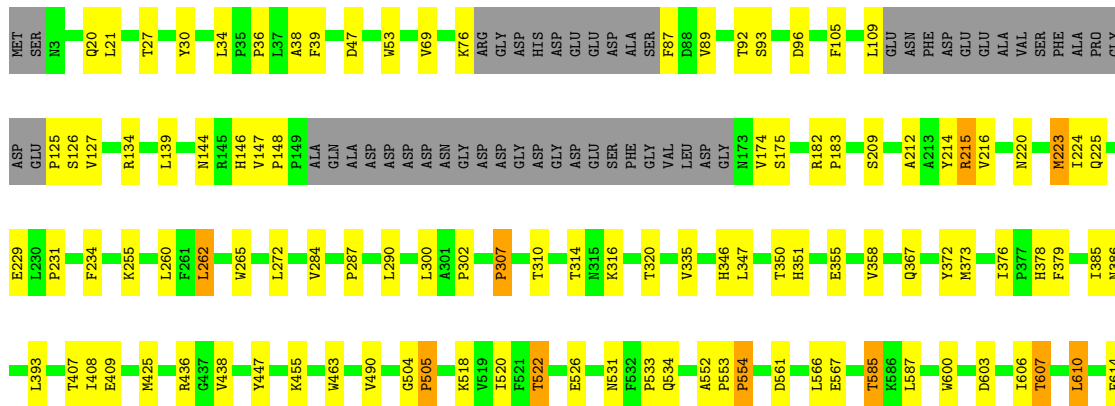 MET SER N3 Q20 L21 T27 Y30 L34 P35 P36 L37 A38 F39 D47 W53 V69 K76 ARG GLY ASP HIS ASP GLU GLU ASP ALA SER F87 D88 V89 T92 S93 D96 F105 L109 GLU ASN PHE ASP GLU GLU ALA VAL SER PHE ALA PRO GLY
ASP GLU P125 S126 V127 R134 L139 N144 R145 H146 V147 P148 P149 ALA GLN ALA ASP ASP ASP ASP ASN GLY ASP ASP GLY ASP GLY ASP GLU SER PHE GLY VAL LEU ASP GLY N173 V174 S175 R182 P183 S209 A212 A213 Y214 R215 V216 N220 M223 I224 Q225
E229 L230 P231 F234 K255 L260 F261 L262 W265 L272 V284 P287 L290 L300 A301 F302 P307 T310 T314 N315 K316 T320 V335 H346 L347 T350 H351 E355 V358 Q367 Y372 M373 I376 P377 H378 F379 I385 N386
L393 T407 I408 E409 M425 R436 G437 V438 Y447 K455 W463 V490 G504 P505 K518 V519 I520 F521 T522 E526 N531 F532 P533 Q534 A552 P553 P554 D561 L566 E567 T585 K586 L587 W600 D603 I606 T607 L610